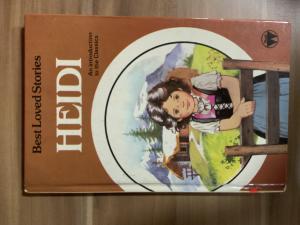 Best Loved Stories
HEIDI
An introduction
to the Classics